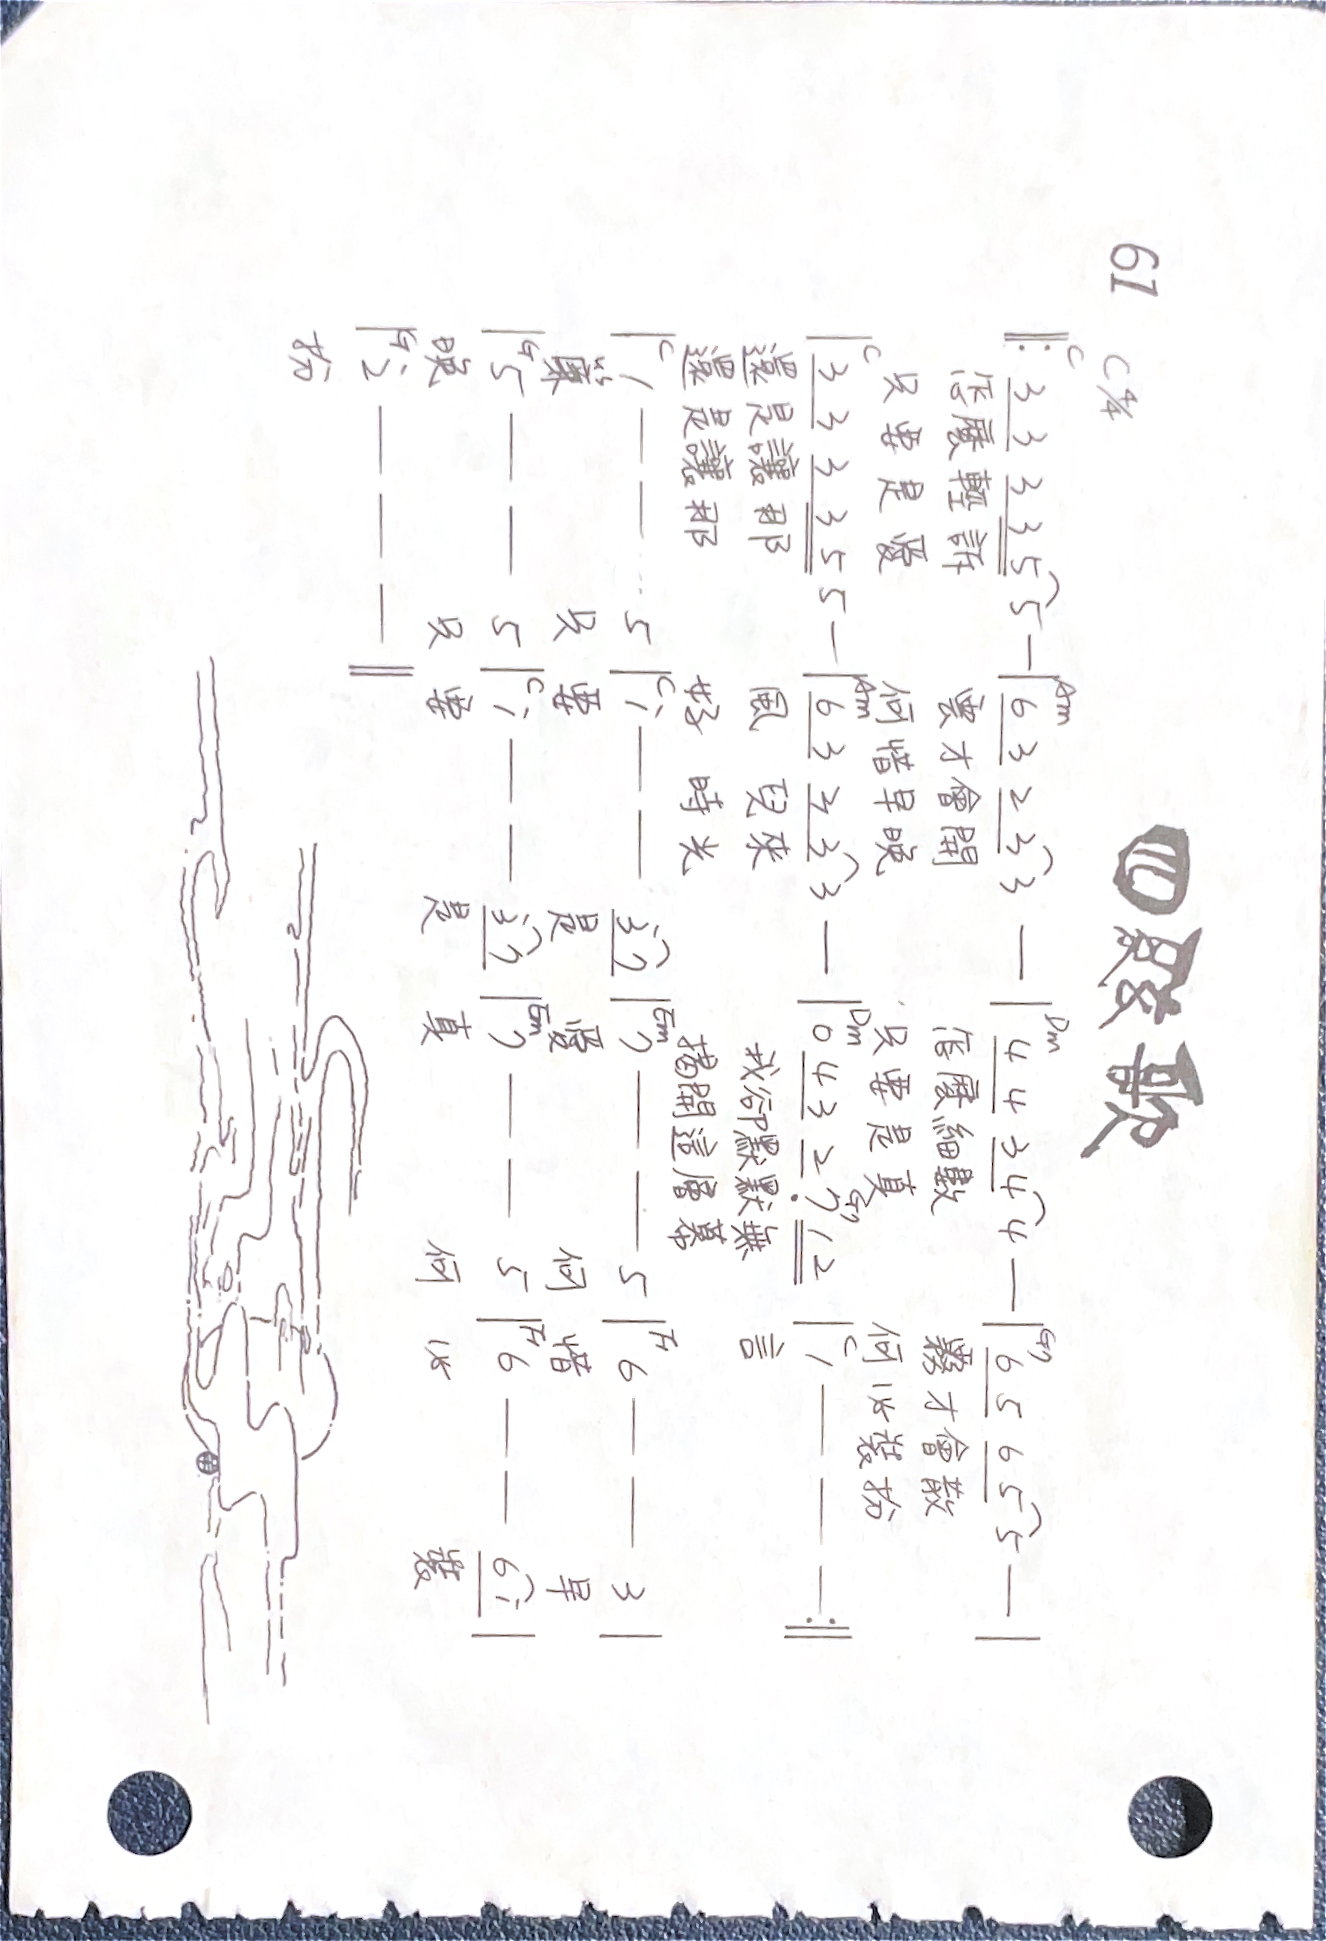 四弦歌
61
C 4/4
C Am Dm G7
‖: 3 3 3 3 5 5 — | 6 3 2 3 3 — | 4 4 3 4 4 — | 6 5 6 5 5 — |
怎麼輕訴 雲才會開 怎麼細數 霧才會散
只要是愛 何惜早晚 只要是真 何必裝扮
C Am Dm G7 C
| 3 3 3 3 5 5 — | 6 3 2 3 3 — | 0 4 3 2 7̣ 1 2 | 1 — — — :‖
還是讓那 風 兒來 我卻默默無 言
還是讓那 好 時光 揭開這層幕
C C Em F
| 1 — — 5 | i — — 3̇ 7 | 7 — — 5 | 6 — — 3 |
簾 只 要 是 愛 何 惜 早
G C Em F
| 5 — — 5 | i — — 3̇ 7 | 7 — — 5 | 6 — — 6 i |
晚 只 要 是 真 何 必 裝
G
| 2̇ — — — ‖
扮